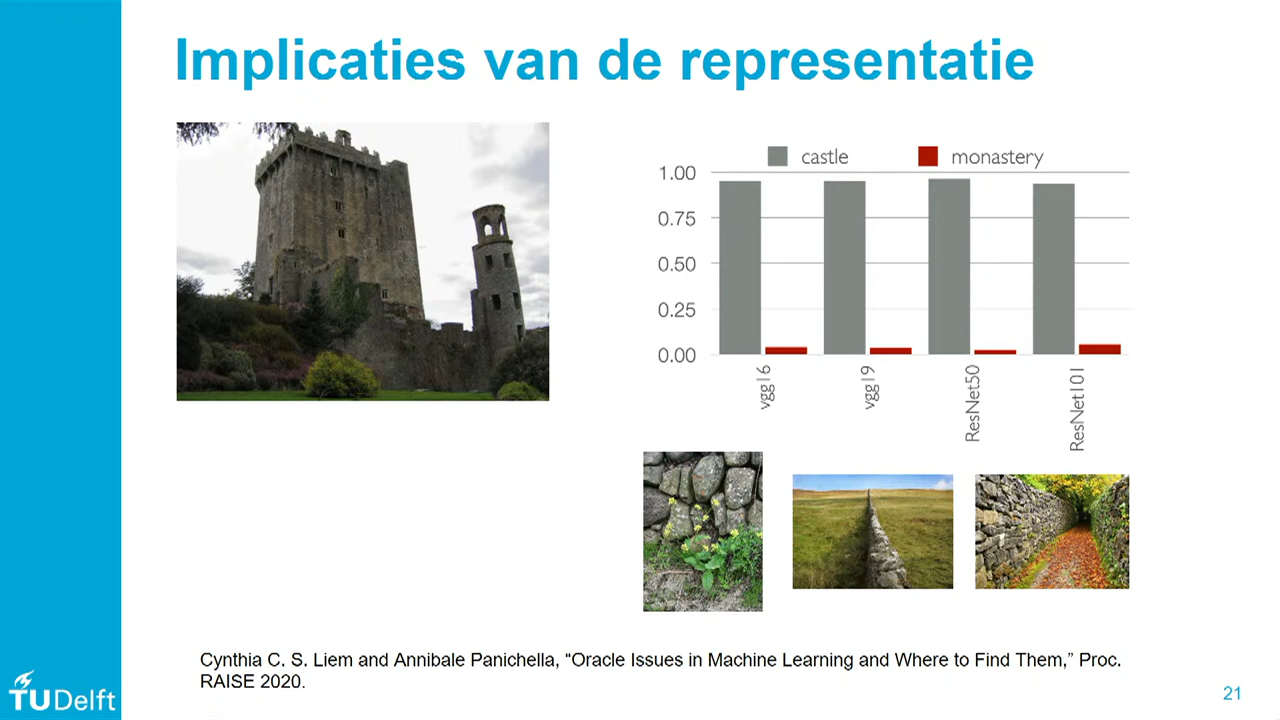 Implicaties van de representatie
castle
monastery
1.00
0.75
0.50
0.25
0.00
vgg16
vgg19
ResNet50
ResNet101
Cynthia C. S. Liem and Annibale Panichella, “Oracle Issues in Machine Learning and Where to Find Them,” Proc.
RAISE 2020.
TUDelft
21